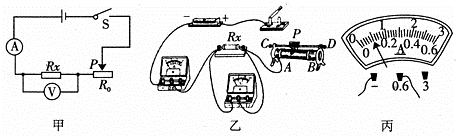 S
A
Rx
P
V
R₀
甲
− +
Rx
P
C D
A B
乙
0 1 2 3
0 0.2 0.4 0.6
A
− 0.6 3
丙